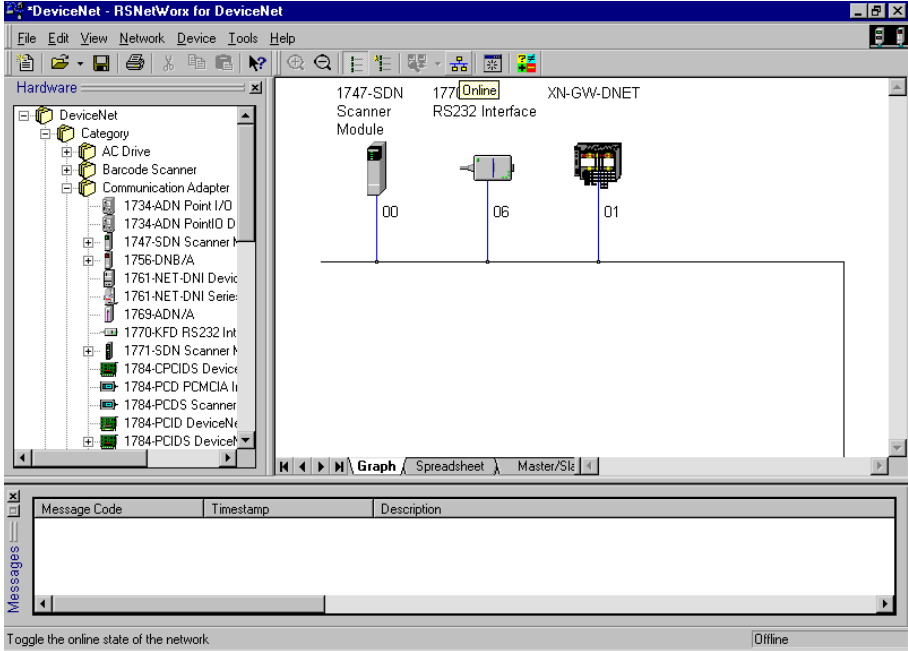 *DeviceNet - RSNetWorx for DeviceNet
File Edit View Network Device Tools Help
Hardware
DeviceNet
Category
AC Drive
Barcode Scanner
Communication Adapter
1734-ADN Point I/O
1734-ADN PointIO D
1747-SDN Scanner M
1756-DNB/A
1761-NET-DNI Devic
1761-NET-DNI Serie
1769-ADN/A
1770-KFD RS232 Int
1771-SDN Scanner M
1784-CPCIDS Device
1784-PCD PCMCIA I
1784-PCDS Scanner
1784-PCID DeviceNe
1784-PCIDS DeviceN
1747-SDN
Scanner
Module
00
1770
Online
RS232 Interface
06
XN-GW-DNET
01
Graph Spreadsheet Master/Sla
Messages
Message Code Timestamp Description
Toggle the online state of the network Offline